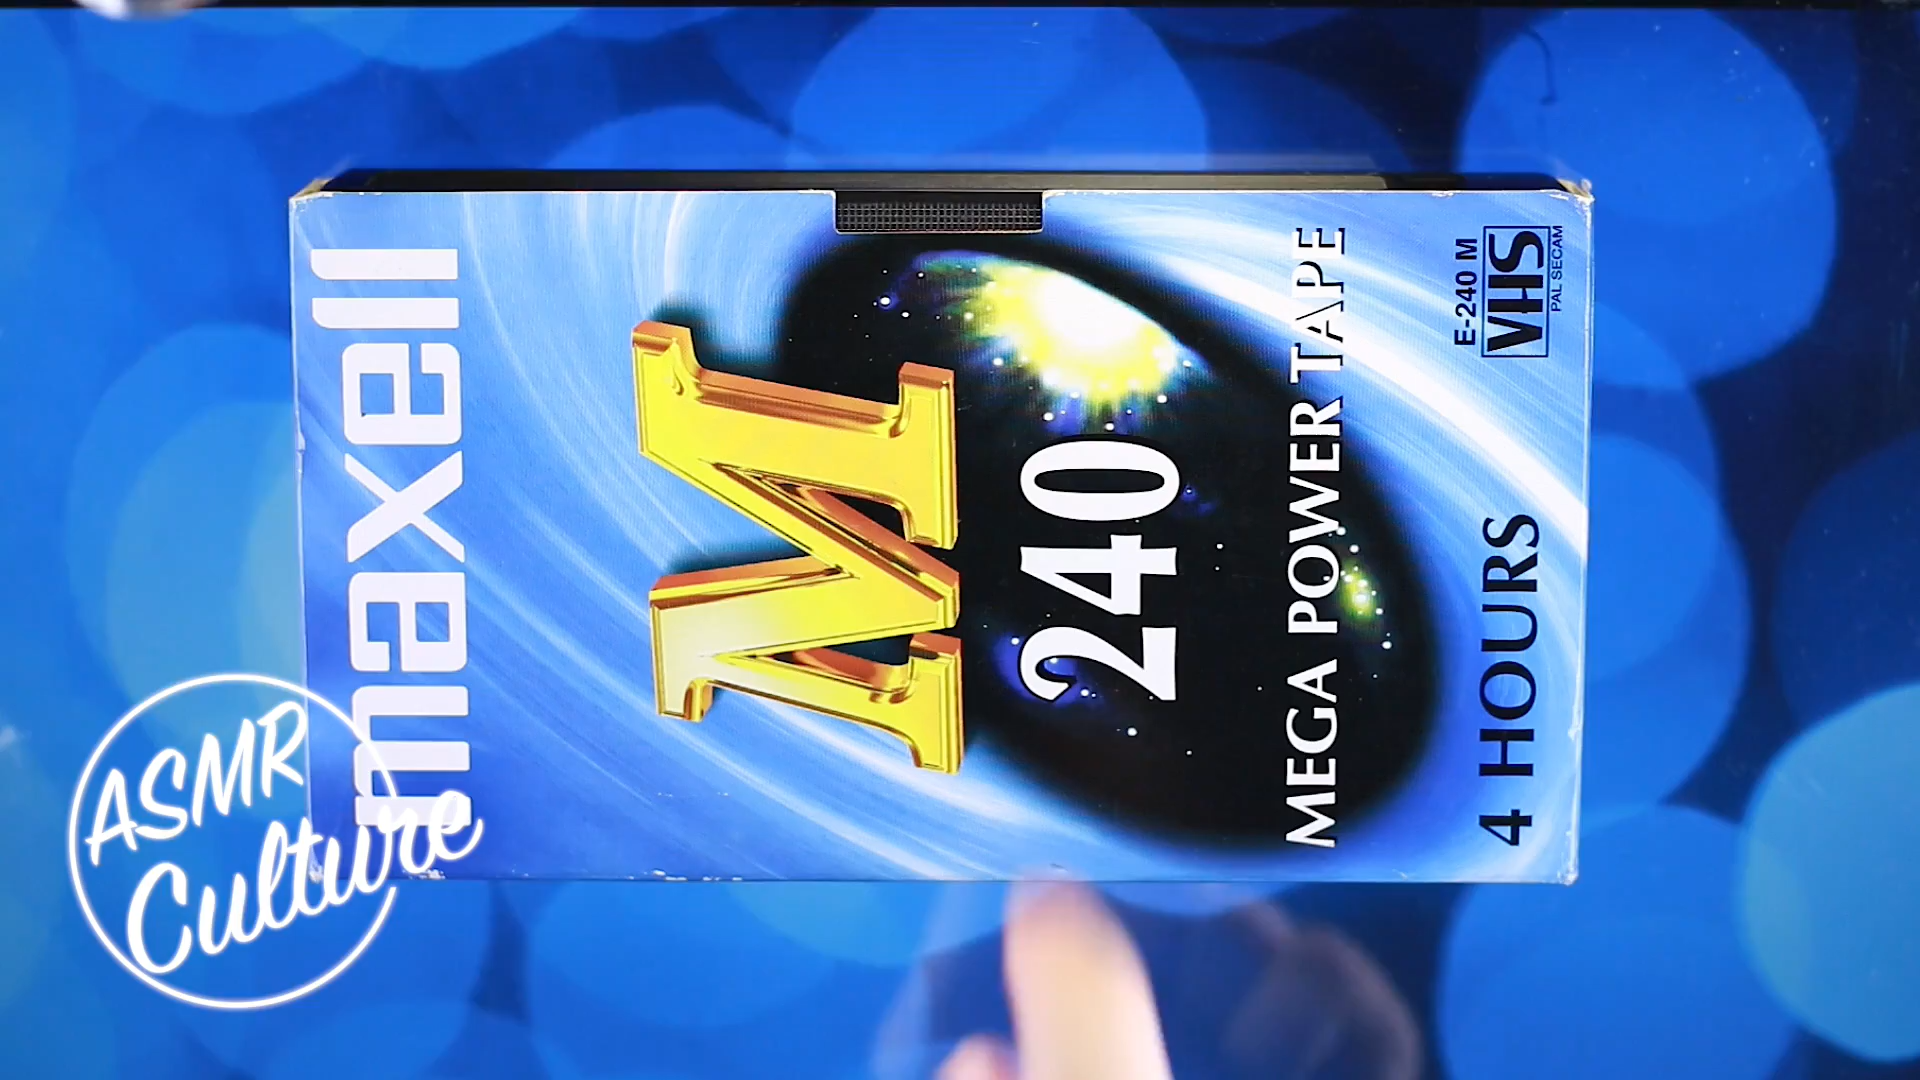 maxell
M
240
MEGA POWER TAPE
4 HOURS
E-240 M
VHS
PAL SECAM
ASMR
Culture